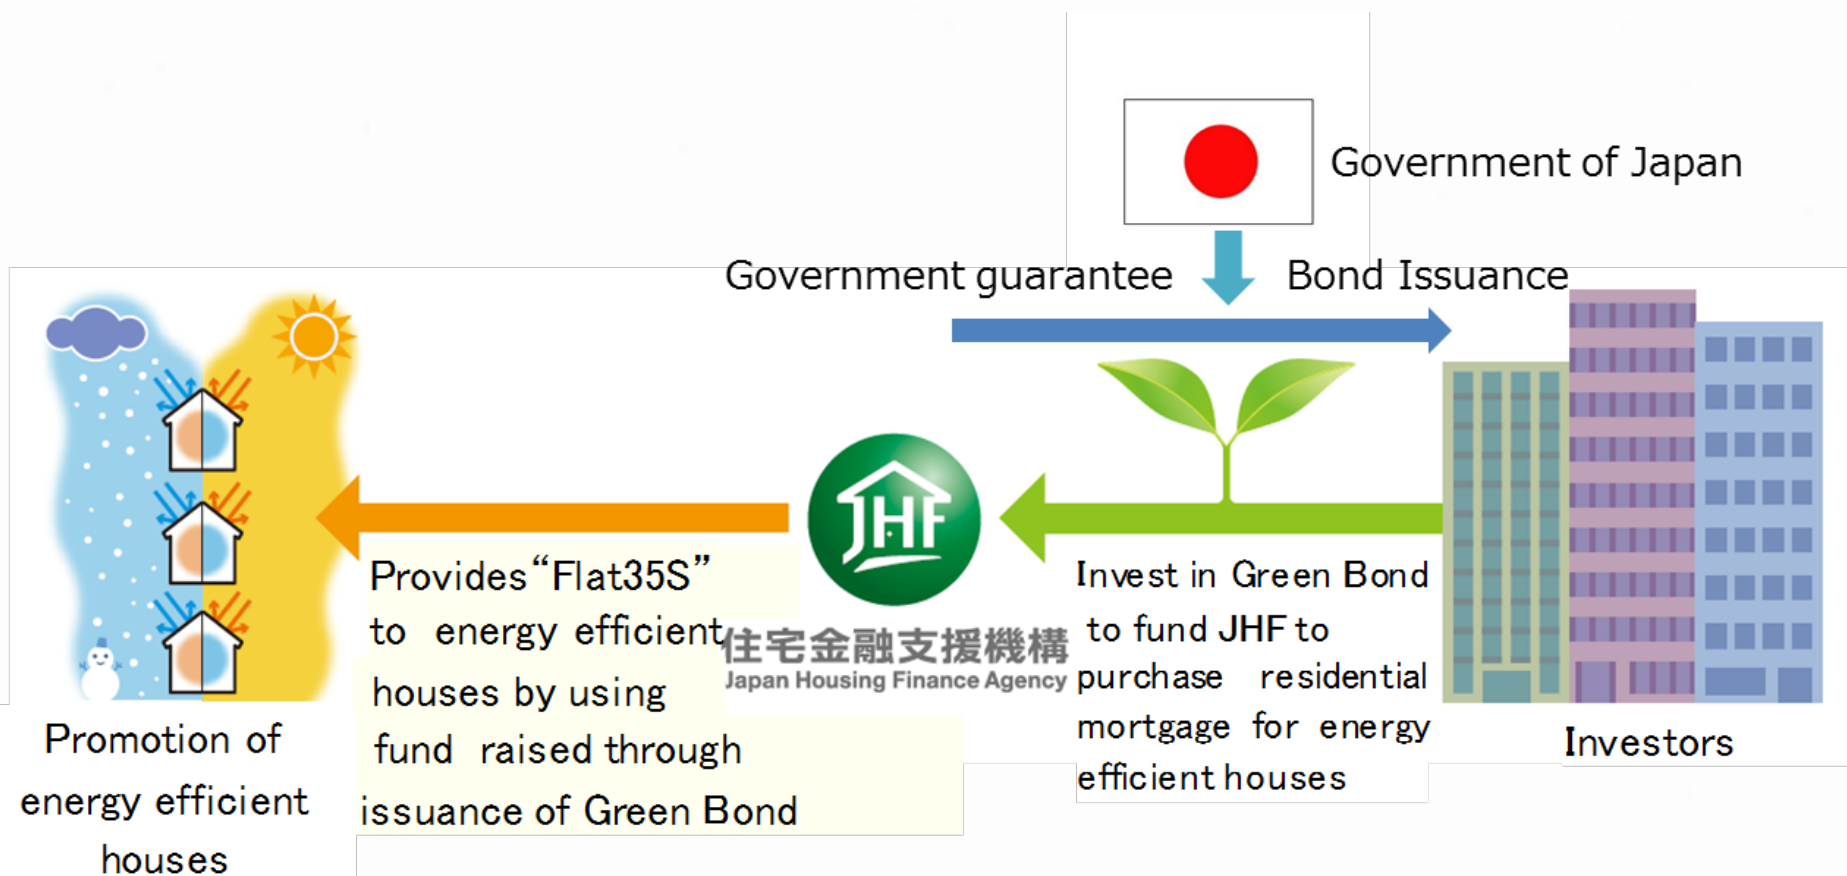 Government of Japan
Government guarantee
Bond Issuance
JHF
住宅金融支援機構
Japan Housing Finance Agency
Provides “Flat35S”
to energy efficient
houses by using
fund raised through
issuance of Green Bond
Invest in Green Bond
to fund JHF to
purchase residential
mortgage for energy
efficient houses
Investors
Promotion of
energy efficient
houses